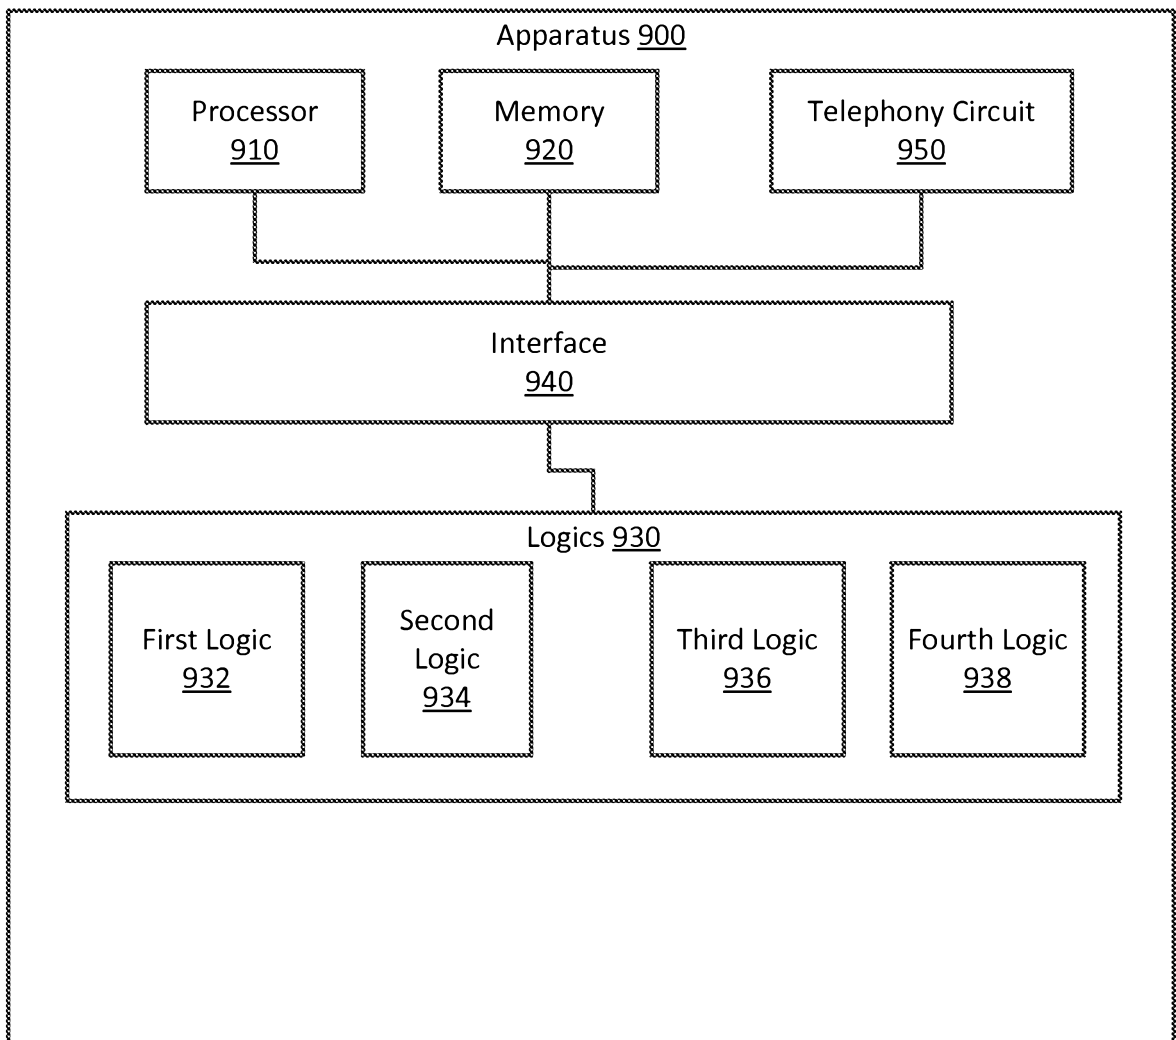 Apparatus 900
Processor
910
Memory
920
Telephony Circuit
950
Interface
940
Logics 930
First Logic
932
Second
Logic
934
Third Logic
936
Fourth Logic
938